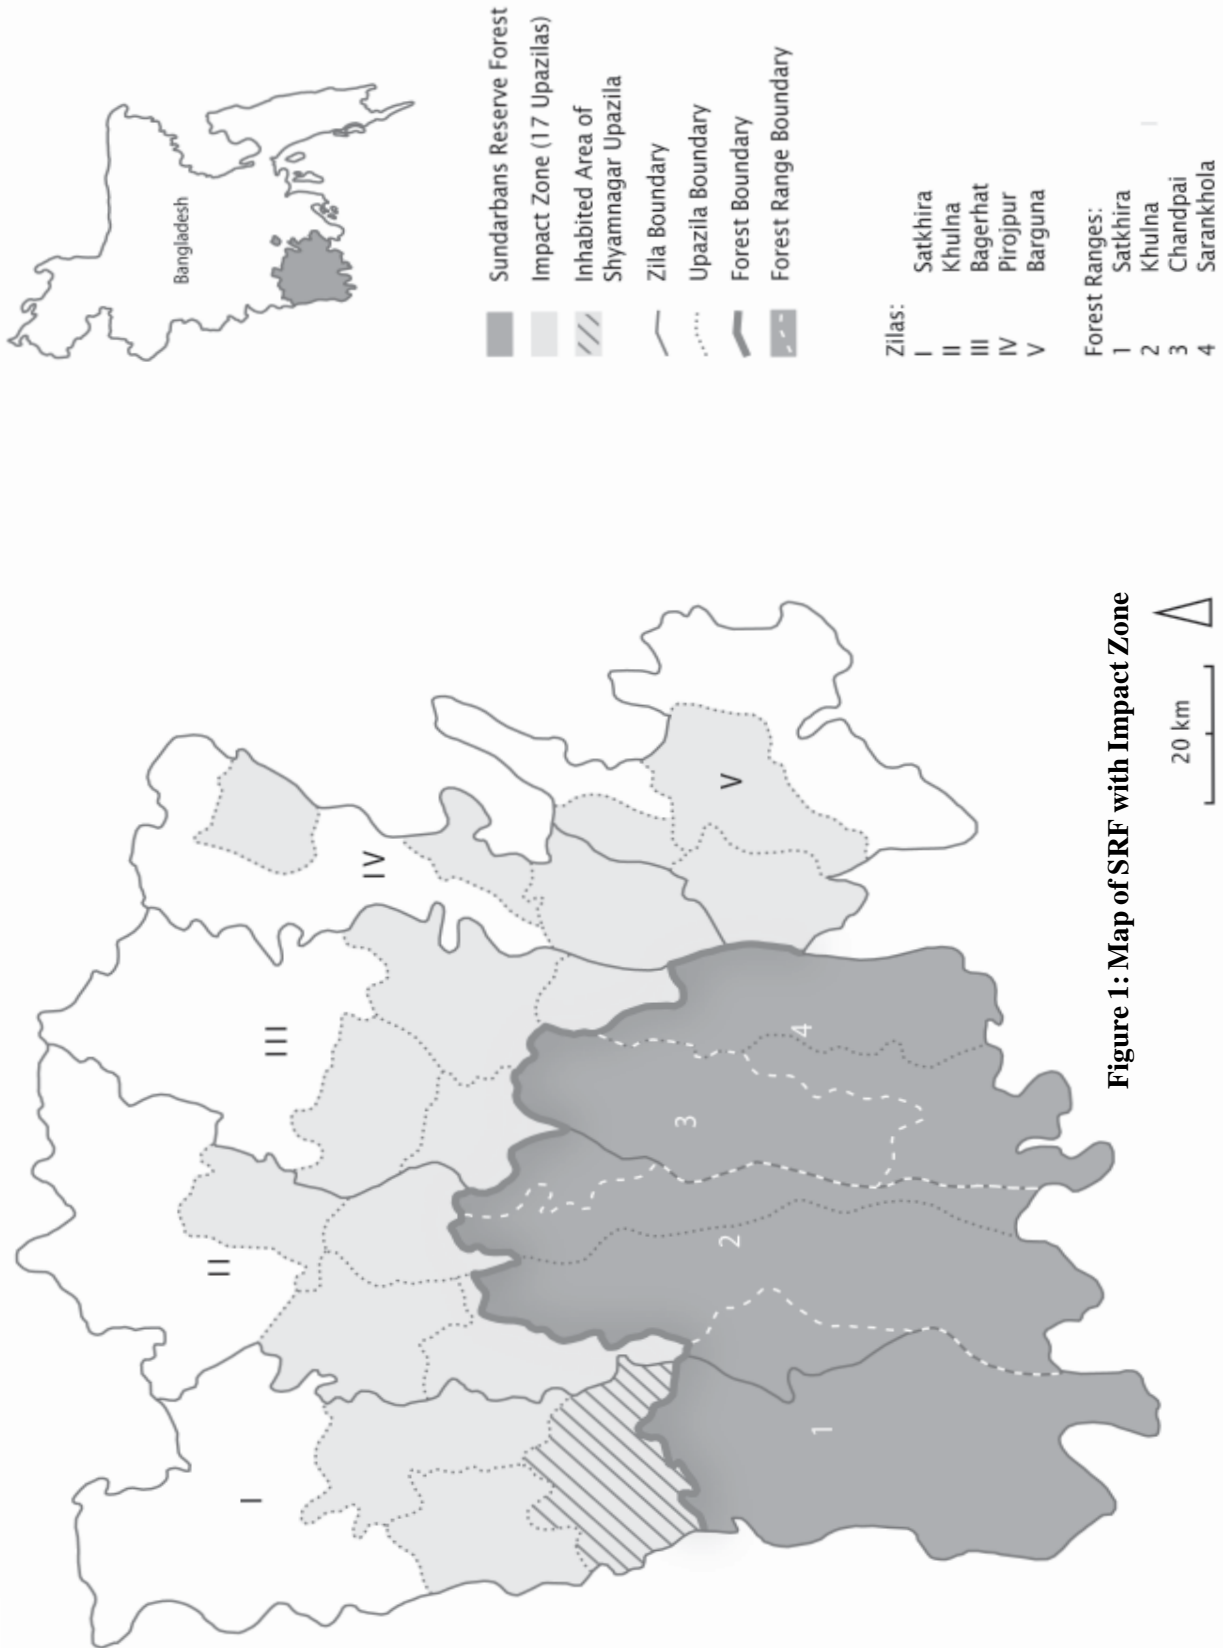 Bangladesh
Sundarbans Reserve Forest
Impact Zone (17 Upazilas)
Inhabited Area of
Shyamnagar Upazila
Zila Boundary
Upazila Boundary
Forest Boundary
Forest Range Boundary
Zilas:
I Satkhira
II Khulna
III Bagerhat
IV Pirojpur
V Barguna
Forest Ranges:
1 Satkhira
2 Khulna
3 Chandpai
4 Sarankhola
I
II
III
IV
V
1
2
3
4
20 km
Figure 1: Map of SRF with Impact Zone